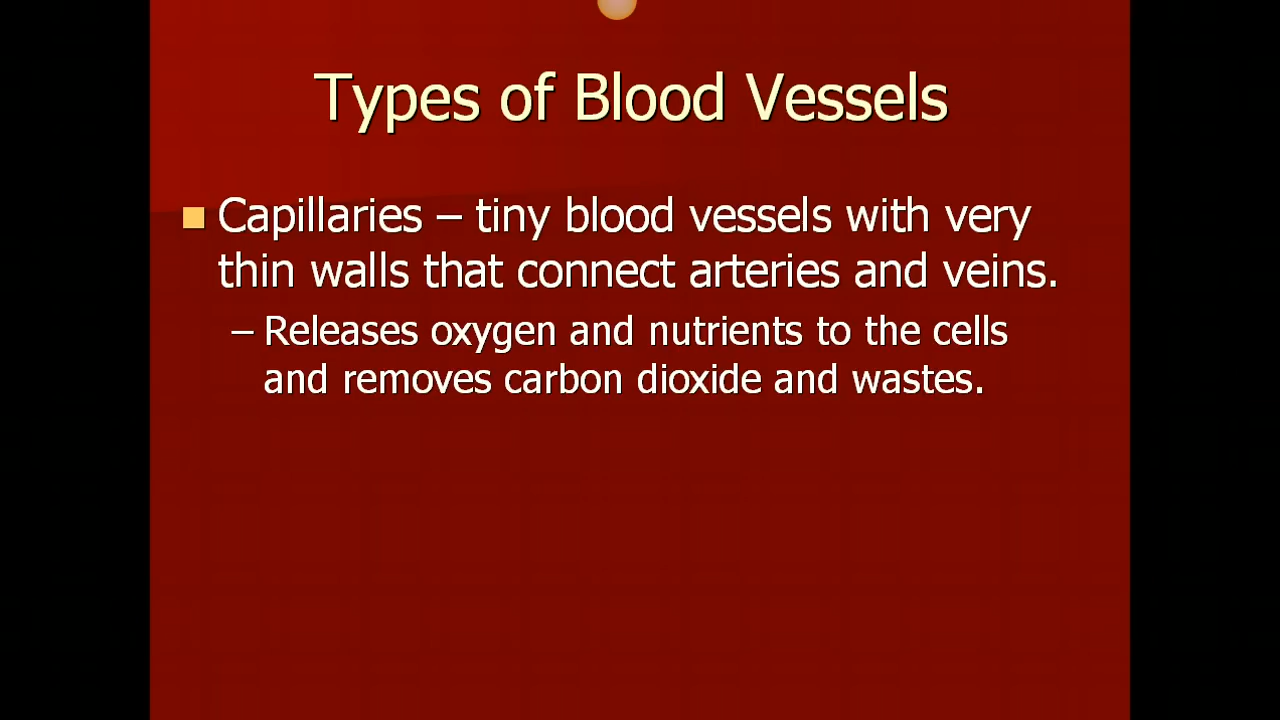 Types of Blood Vessels
Capillaries – tiny blood vessels with very
thin walls that connect arteries and veins.
– Releases oxygen and nutrients to the cells
and removes carbon dioxide and wastes.